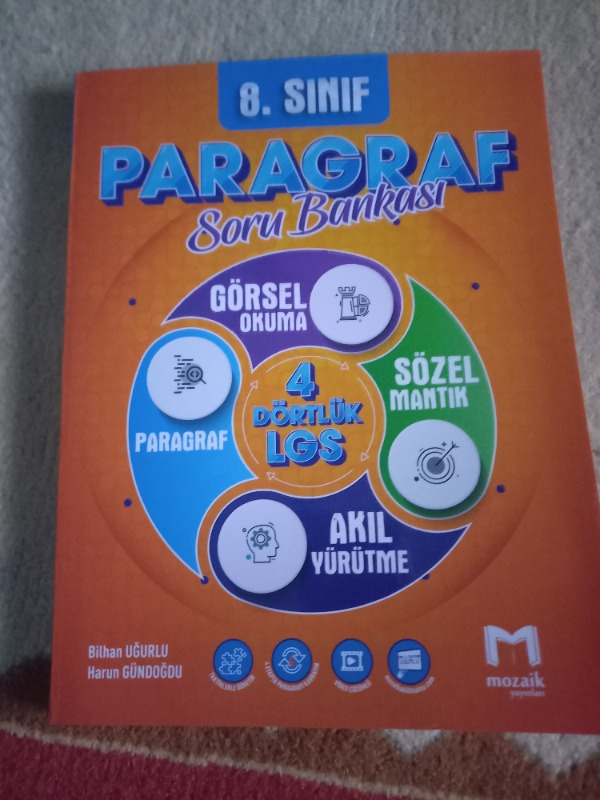 8. SINIF
PARAGRAF
Soru Bankası
GÖRSEL
OKUMA
SÖZEL
MANTIK
PARAGRAF
4
DÖRTLÜK
LGS
AKIL
YÜRÜTME
Bilhan UĞURLU
Harun GÜNDOĞDU
mozaik
yayınları